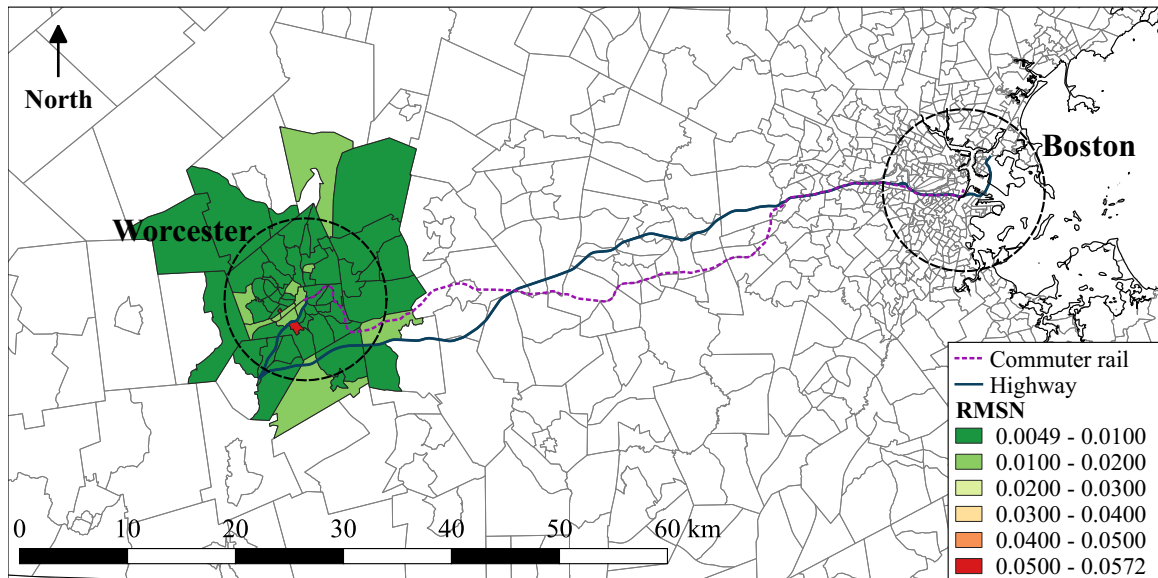 North
Boston
Worcester
Commuter rail
Highway
RMSN
0.0049 - 0.0100
0.0100 - 0.0200
0.0200 - 0.0300
0.0300 - 0.0400
0.0400 - 0.0500
0.0500 - 0.0572
0 10 20 30 40 50 60 km